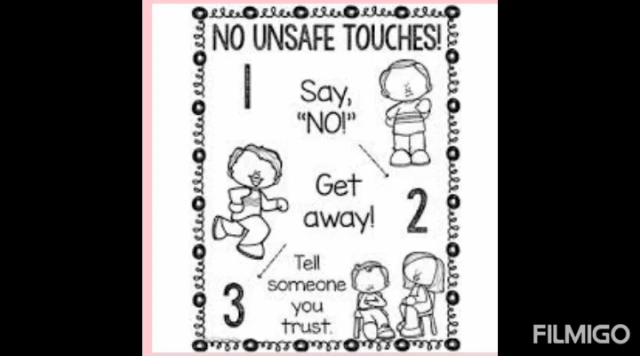 NO UNSAFE TOUCHES!
1
Say,
"NO!"
Get
away!
2
3
Tell
someone
you
trust.
FILMIGO